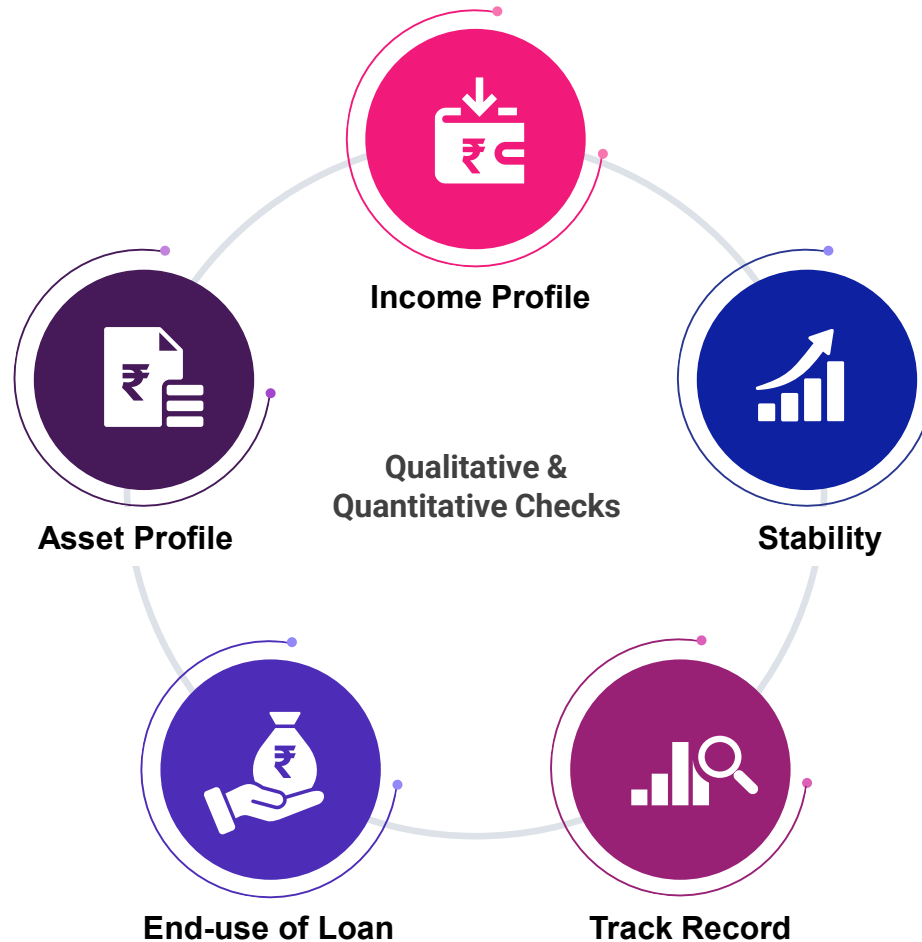 ₹
Income Profile
₹
Asset Profile
Qualitative &
Quantitative Checks
Stability
₹
End-use of Loan
Track Record